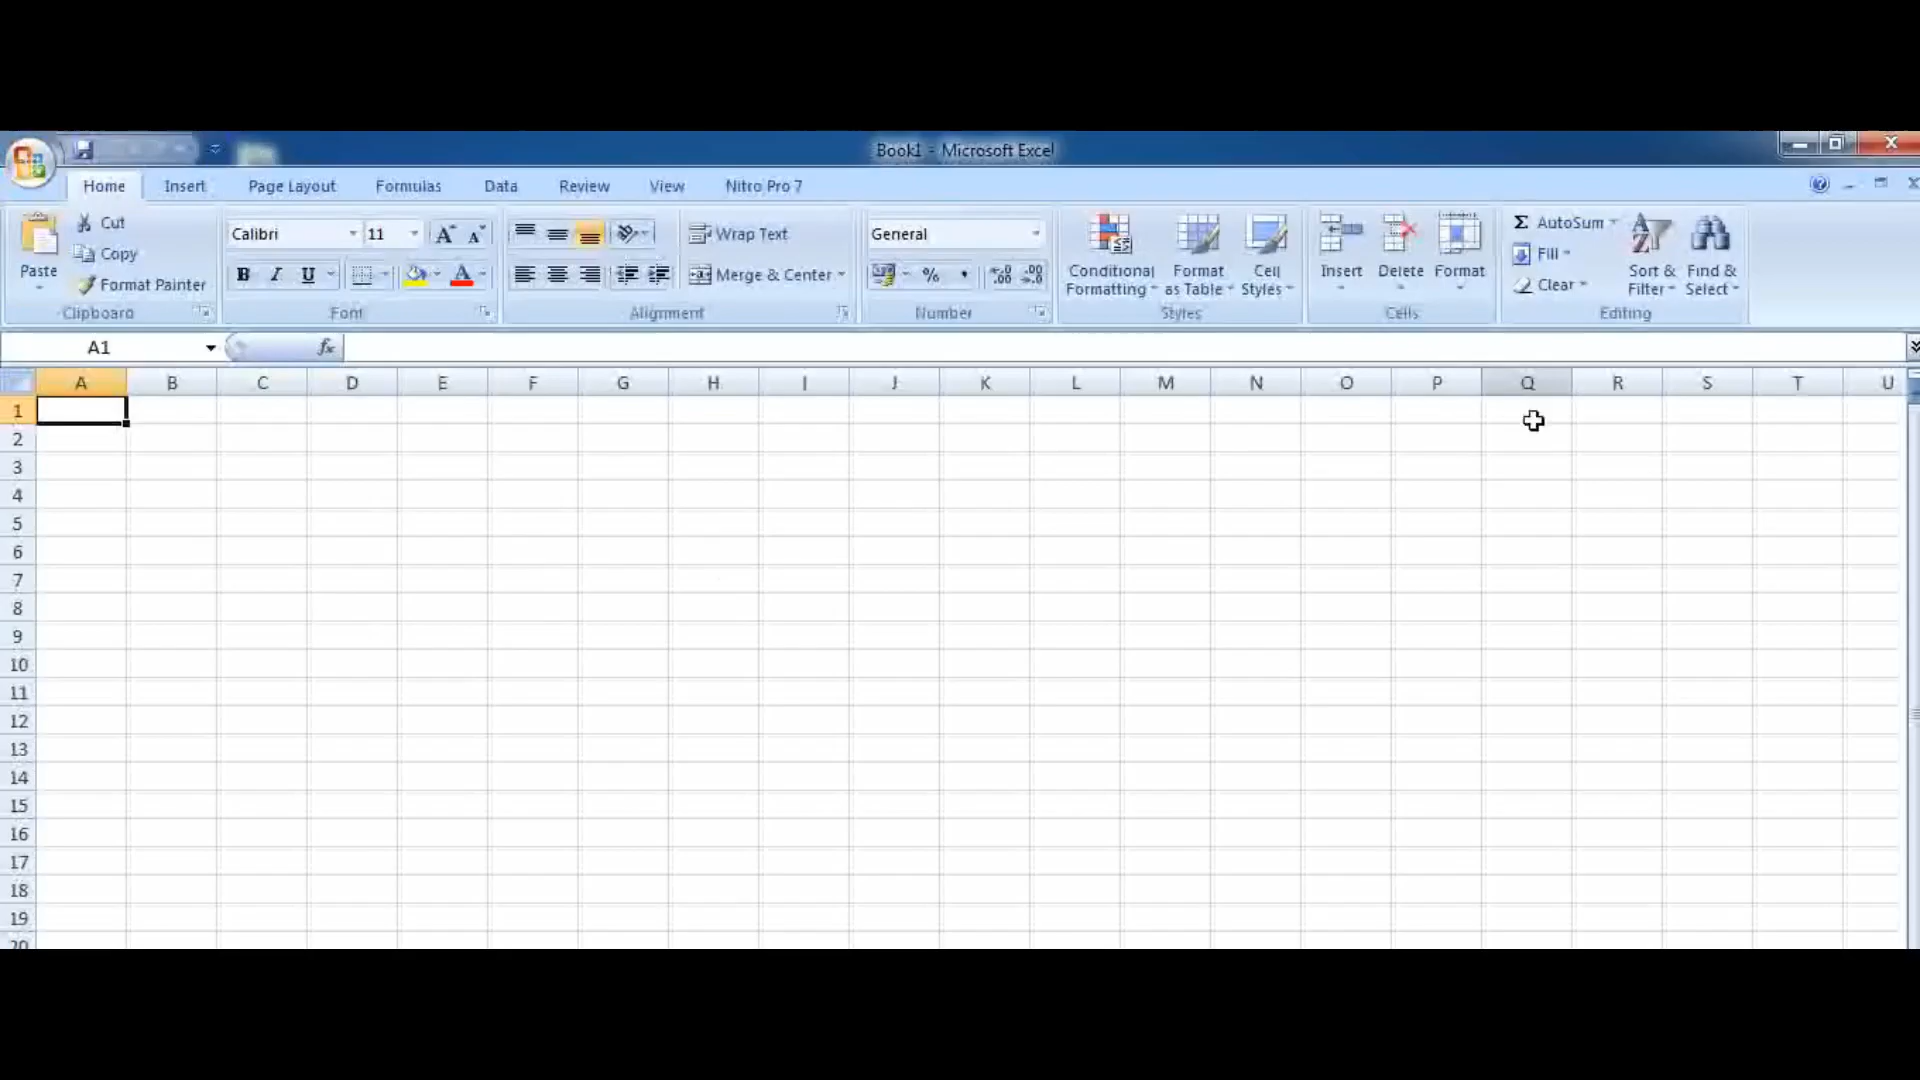 Book1 - Microsoft Excel
Home Insert Page Layout Formulas Data Review View Nitro Pro 7
Cut
Copy
Format Painter
Paste
Clipboard
Calibri 11
B I U
Font
Wrap Text
Merge & Center
Alignment
General
%
Number
Conditional Formatting
Format as Table
Cell Styles
Styles
Insert Delete Format
Cells
Σ AutoSum
Fill
Clear
Sort & Filter
Find & Select
Editing
A1 fx
A B C D E F G H I J K L M N O P Q R S T U
1
2
3
4
5
6
7
8
9
10
11
12
13
14
15
16
17
18
19
20